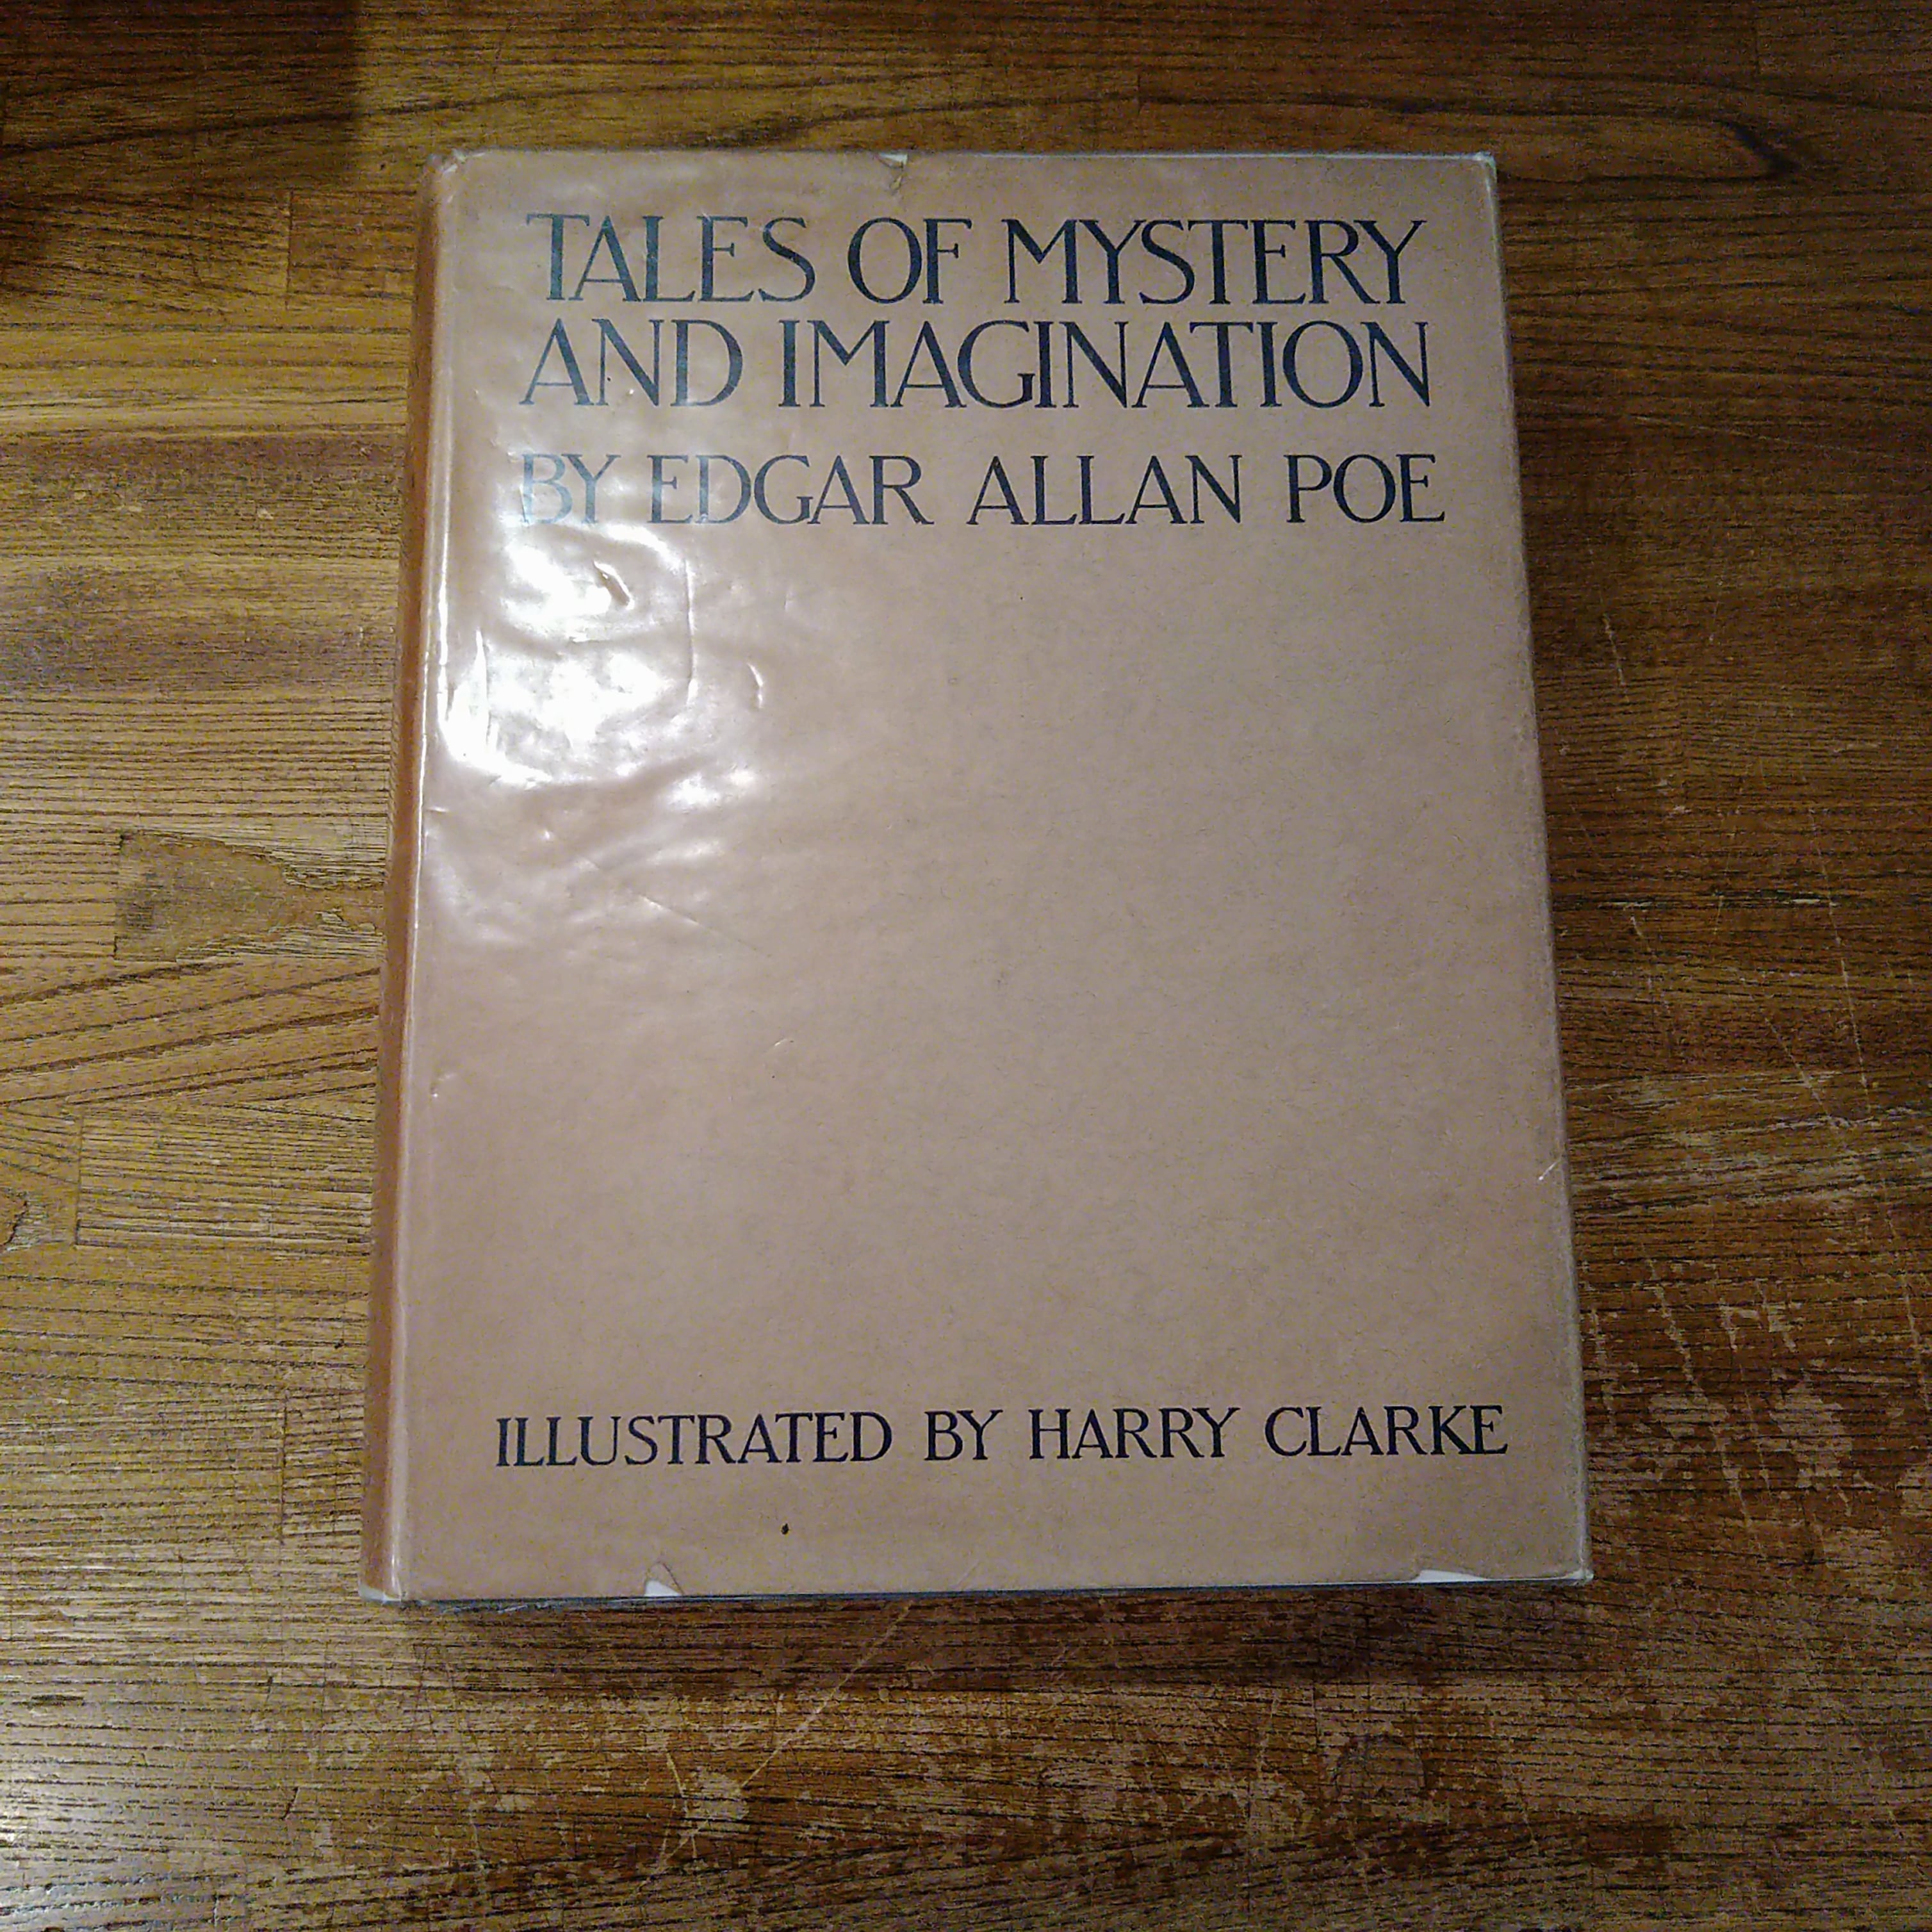 TALES OF MYSTERY
AND IMAGINATION
BY EDGAR ALLAN POE
ILLUSTRATED BY HARRY CLARKE